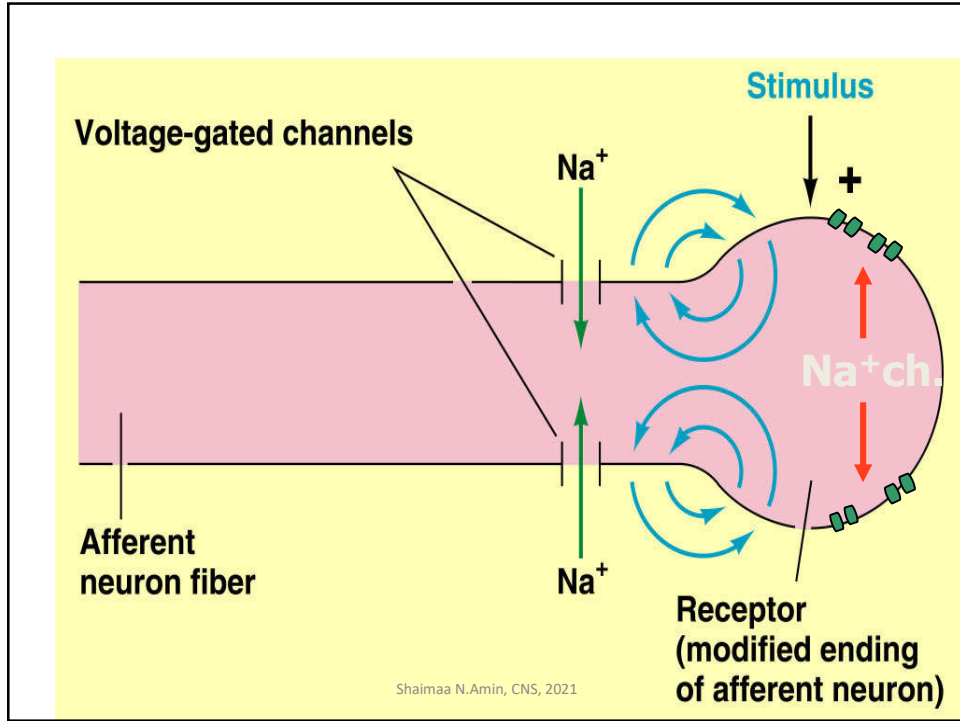 Stimulus
Voltage-gated channels
Na+
+
Na+ch.
Afferent
neuron fiber
Na+
Receptor
(modified ending
of afferent neuron)
Shaimaa N.Amin, CNS, 2021